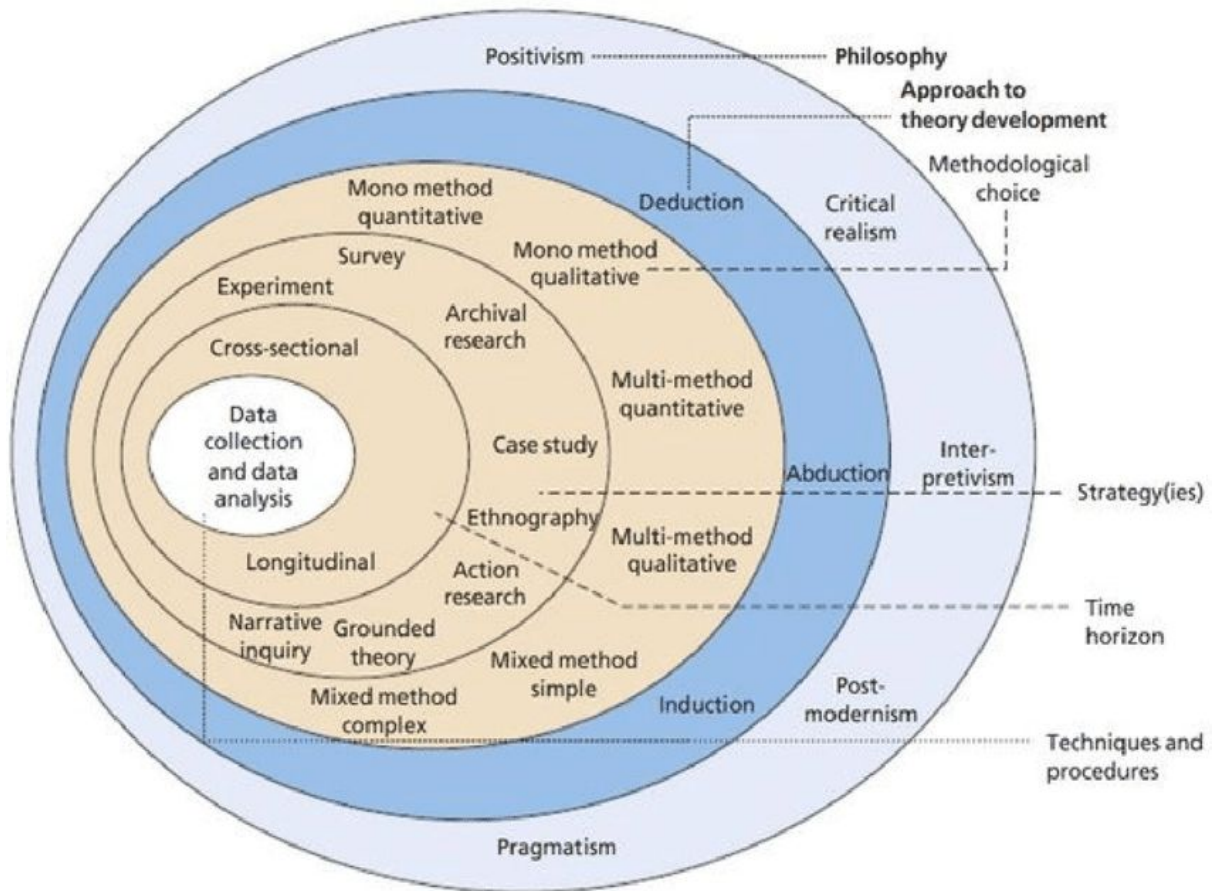 Positivism
Philosophy
Approach to
theory development
Methodological
choice
Mono method
quantitative
Deduction
Critical
realism
Survey
Mono method
qualitative
Experiment
Archival
research
Cross-sectional
Multi-method
quantitative
Data
collection
and data
analysis
Case study
Abduction
Inter-
pretivism
Strategy(ies)
Ethnography
Multi-method
qualitative
Longitudinal
Action
research
Time
horizon
Narrative
inquiry
Grounded
theory
Mixed method
simple
Mixed method
complex
Induction
Post-
modernism
Techniques and
procedures
Pragmatism